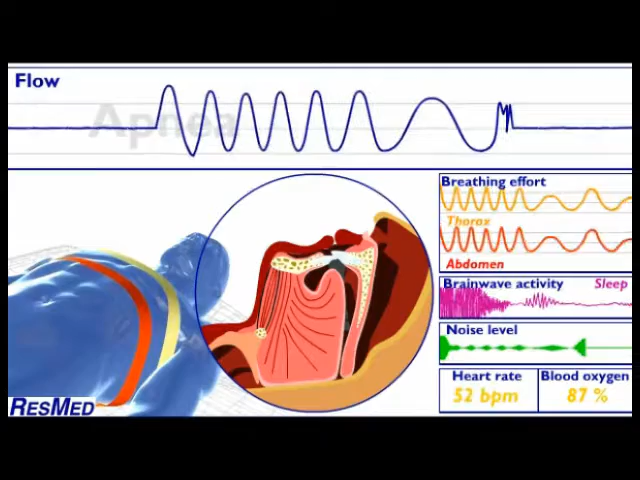 Flow
Apnea
Breathing effort
Thorax
Abdomen
Brainwave activity Sleep
Noise level
Heart rate Blood oxygen
52 bpm 87 %
RESMED